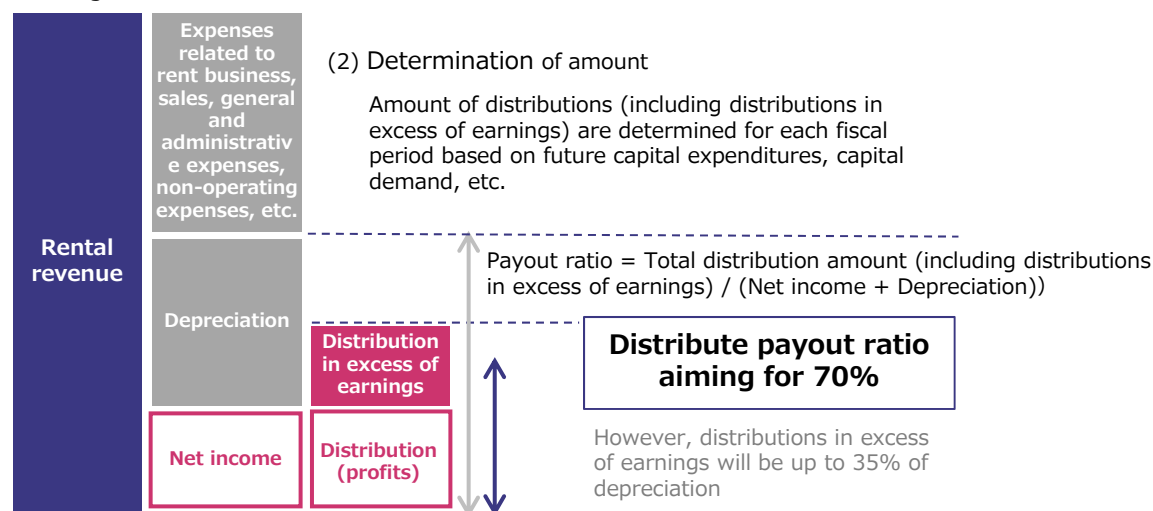 Rental
revenue
Expenses
related to
rent business,
sales, general
and
administrativ
e expenses,
non-operating
expenses, etc.
Depreciation
Net income
Distribution
in excess of
earnings
Distribution
(profits)
(2) Determination of amount
Amount of distributions (including distributions in
excess of earnings) are determined for each fiscal
period based on future capital expenditures, capital
demand, etc.
Payout ratio = Total distribution amount (including distributions
in excess of earnings) / (Net income + Depreciation))
Distribute payout ratio
aiming for 70%
However, distributions in excess
of earnings will be up to 35% of
depreciation